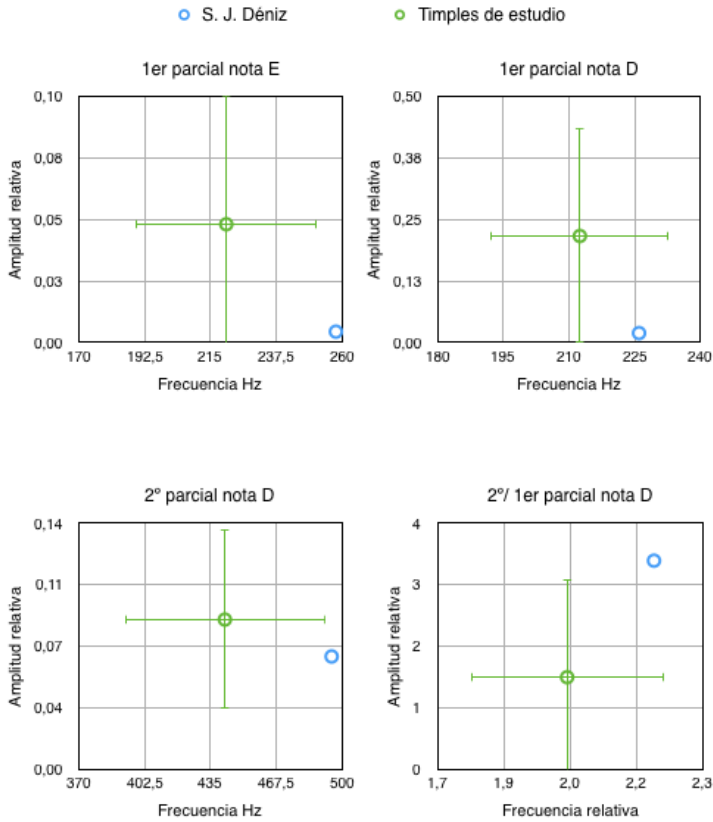 S. J. Déniz
Timples de estudio
1er parcial nota E
0,10
0,08
0,05
0,03
0,00
Amplitud relativa
170 192,5 215 237,5 260
Frecuencia Hz
1er parcial nota D
0,50
0,38
0,25
0,13
0,00
Amplitud relativa
180 195 210 225 240
Frecuencia Hz
2º parcial nota D
0,14
0,11
0,07
0,04
0,00
Amplitud relativa
370 402,5 435 467,5 500
Frecuencia Hz
2º/ 1er parcial nota D
4
3
2
1
0
Amplitud relativa
1,7 1,9 2,0 2,2 2,3
Frecuencia relativa